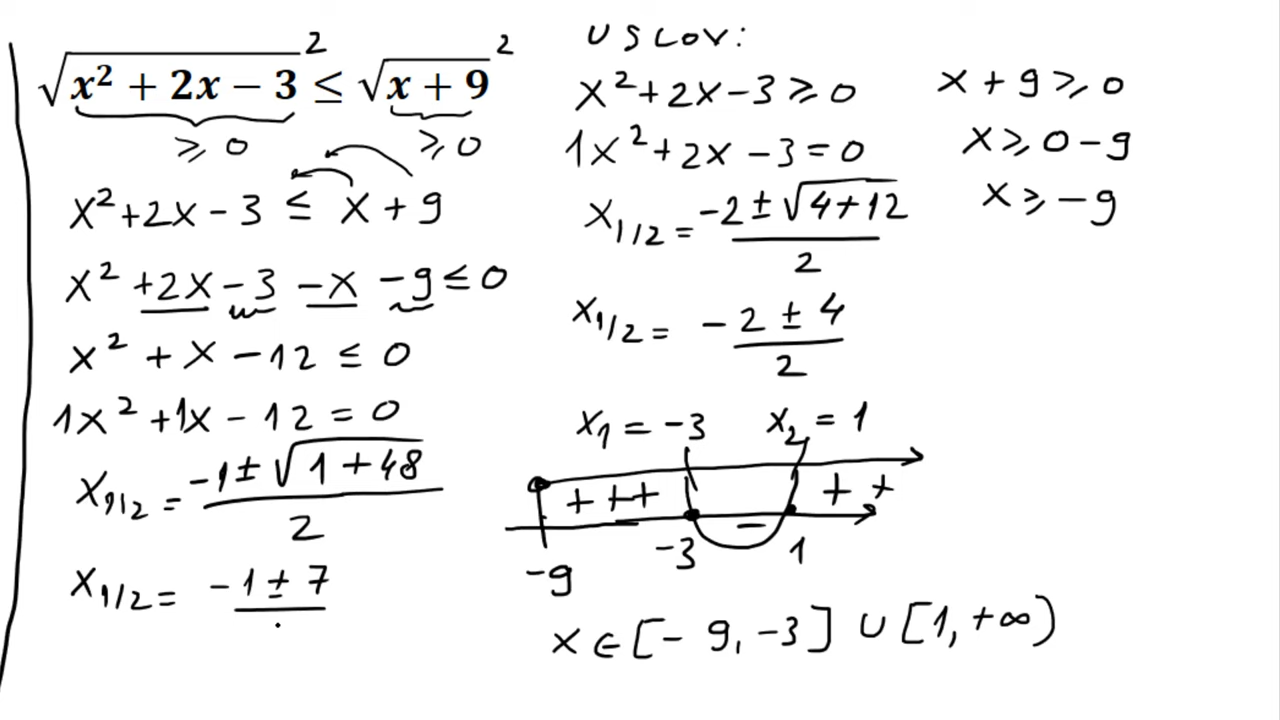 √(x² + 2x − 3)² ≤ √(x + 9)²
≥ 0 ≥ 0
x² + 2x − 3 ≤ x + 9
x² + 2x − 3 − x − 9 ≤ 0
x² + x − 12 ≤ 0
1x² + 1x − 12 = 0
x₁/₂ = (−1 ± √(1 + 48))/2
x₁/₂ = −1 ± 7
USLOV:
x² + 2x − 3 ≥ 0
1x² + 2x − 3 = 0
x₁/₂ = (−2 ± √(4 + 12))/2
x₁/₂ = (−2 ± 4)/2
x₁ = −3 x₂ = 1
+ + + − + +
−9 −3 1
x ∈ [−9, −3] ∪ [1, +∞)
x + 9 ≥ 0
x ≥ 0 − 9
x ≥ −9